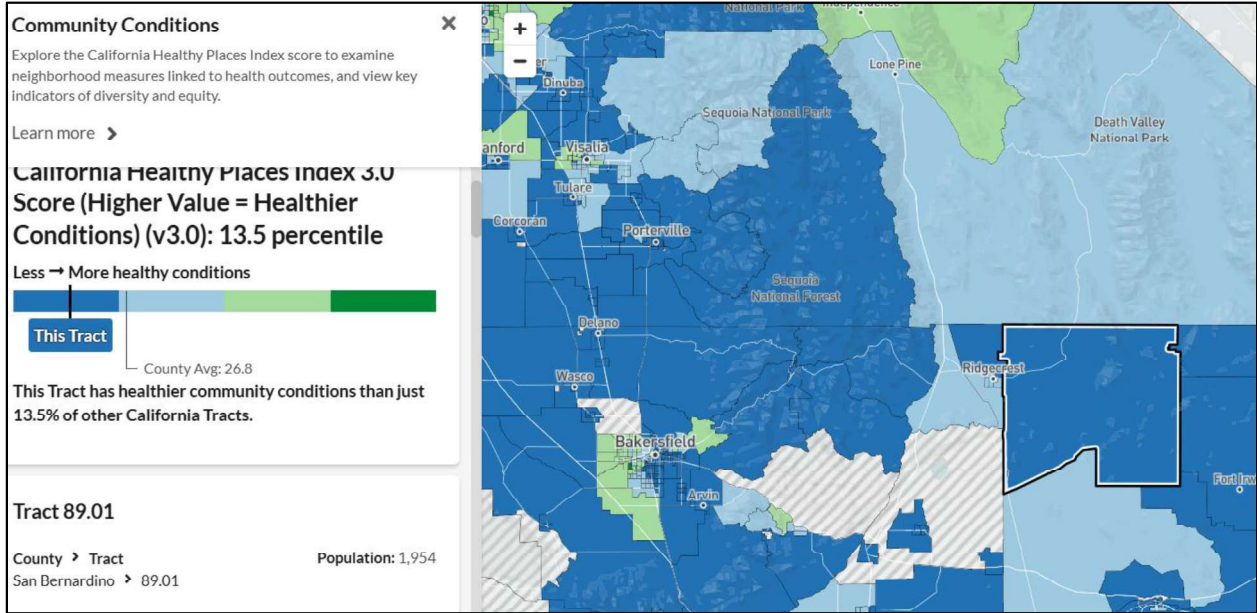 Community Conditions
Explore the California Healthy Places Index score to examine
neighborhood measures linked to health outcomes, and view key
indicators of diversity and equity.
Learn more
California Healthy Places Index 3.0
Score (Higher Value = Healthier
Conditions) (v3.0): 13.5 percentile
Less → More healthy conditions
This Tract
County Avg: 26.8
This Tract has healthier community conditions than just
13.5% of other California Tracts.
Tract 89.01
County > Tract
Population: 1,954
San Bernardino > 89.01
+
−
National Park
Independence
Lone Pine
Dinuba
Sequoia National Park
Death Valley
National Park
anford
Visalia
Tulare
Corcoran
Porterville
Sequoia
National Forest
Delano
Ridgecrest
Wasco
Bakersfield
Arvin
Fort Irw